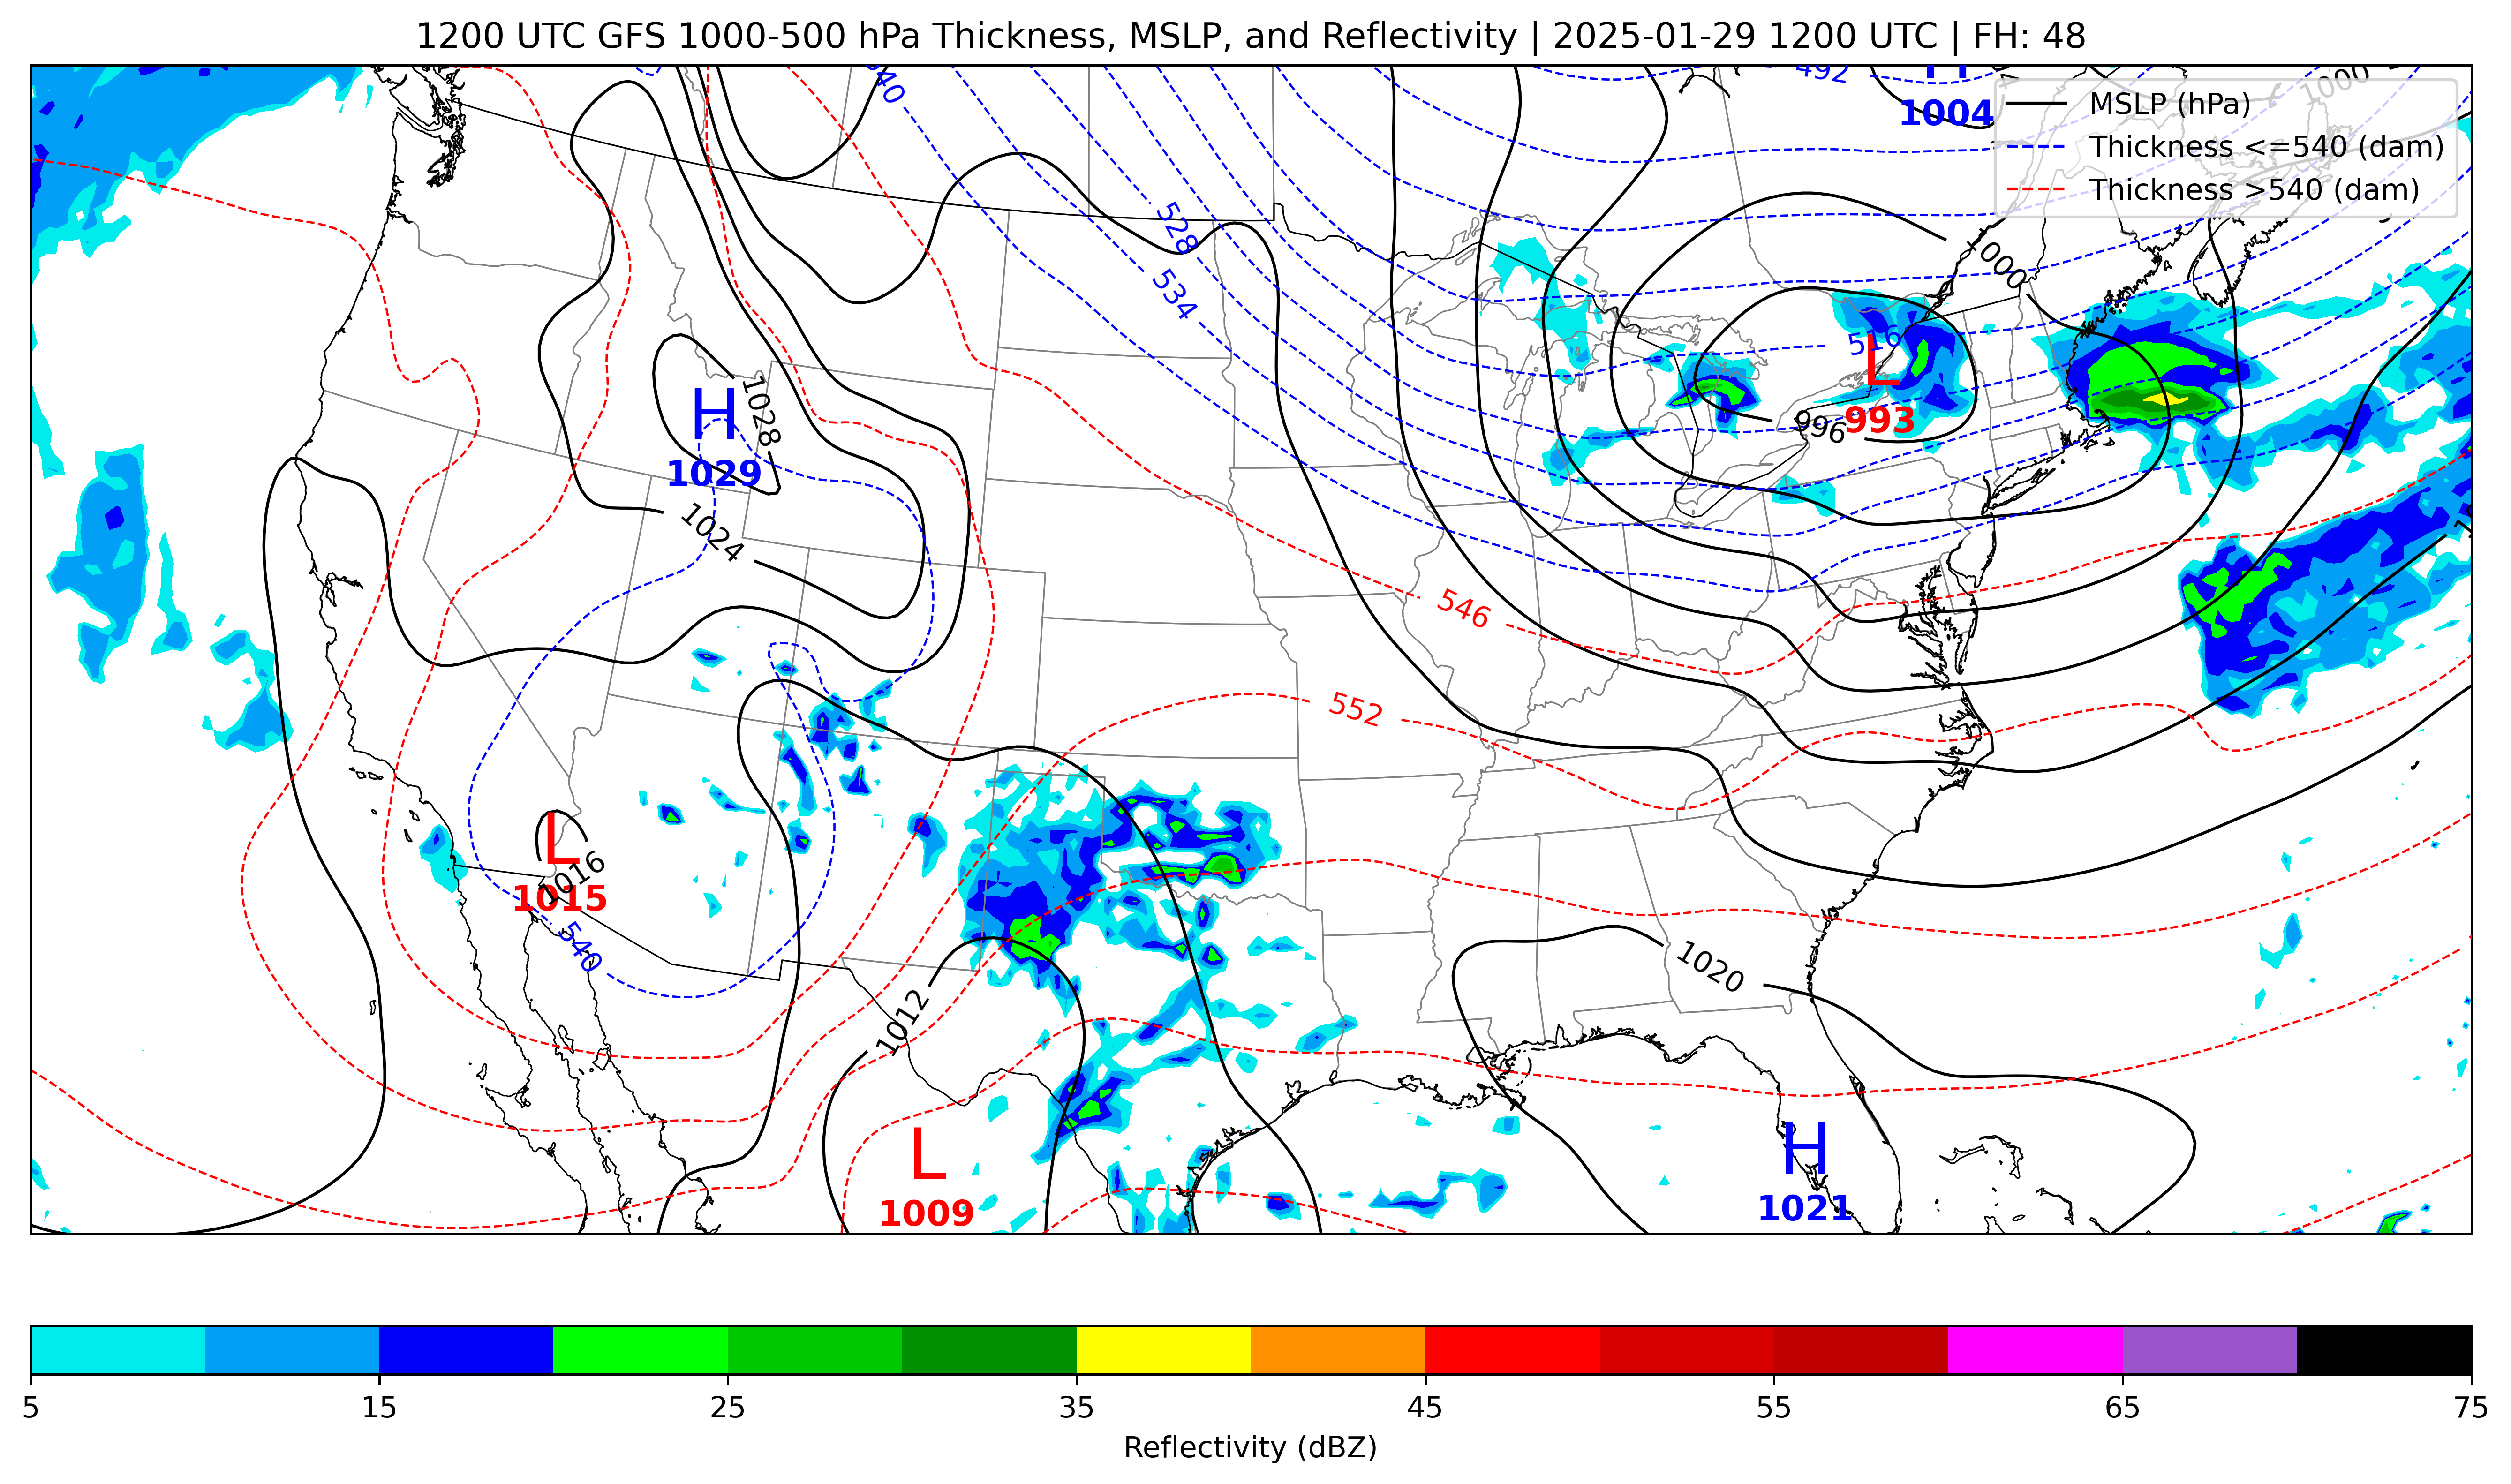 1200 UTC GFS 1000-500 hPa Thickness, MSLP, and Reflectivity | 2025-01-29 1200 UTC | FH: 48
540
492
H
1004
1000
MSLP (hPa)
Thickness <=540 (dam)
Thickness >540 (dam)
528
534
1000
516
L
993
996
H
1029
1028
1024
546
552
L
1016
1015
540
1020
1012
L
1009
H
1021
5
15
25
35
45
55
65
75
Reflectivity (dBZ)